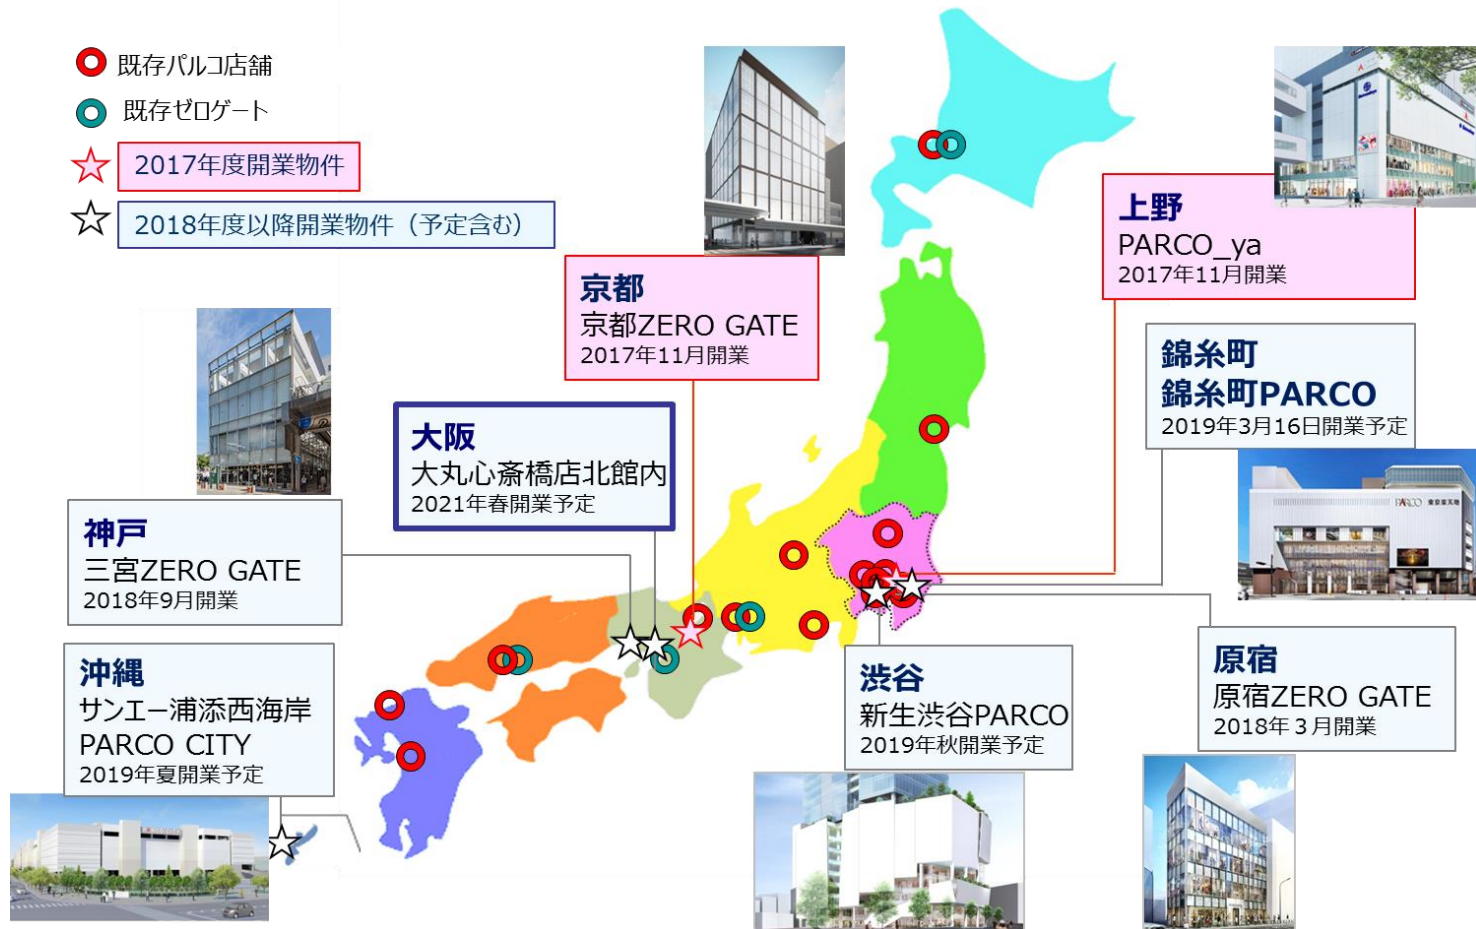 既存パルコ店舗
既存ゼロゲート
2017年度開業物件
2018年度以降開業物件（予定含む）
京都
京都ZERO GATE
2017年11月開業
上野
PARCO_ya
2017年11月開業
錦糸町
錦糸町PARCO
2019年3月16日開業予定
PARCO
大阪
大丸心斎橋店北館内
2021年春開業予定
神戸
三宮ZERO GATE
2018年9月開業
沖縄
サンエー浦添西海岸
PARCO CITY
2019年夏開業予定
渋谷
新生渋谷PARCO
2019年秋開業予定
原宿
原宿ZERO GATE
2018年３月開業